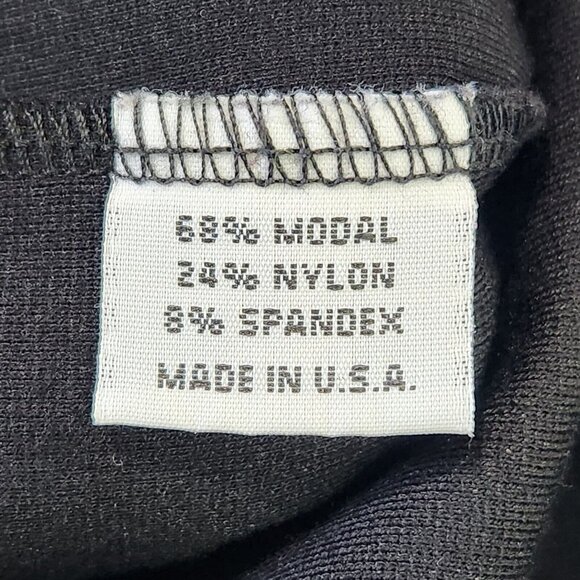 68% MODAL
24% NYLON
8% SPANDEX
MADE IN U.S.A.